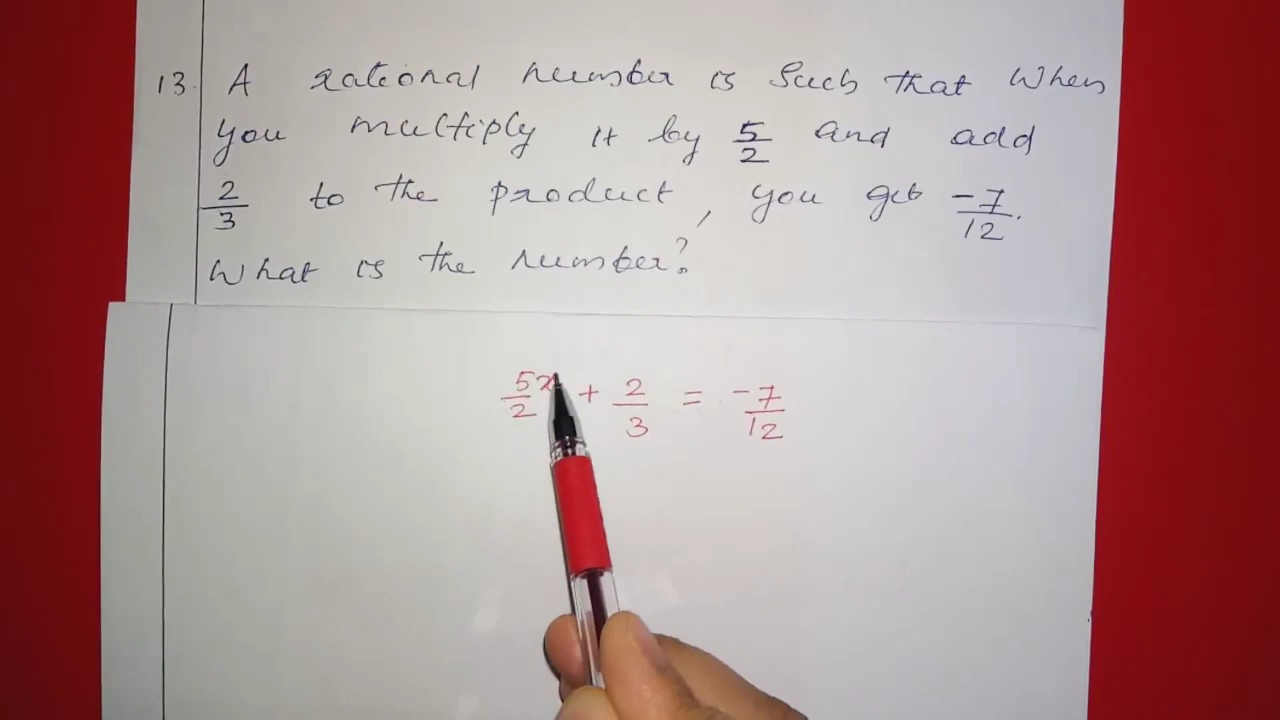 13. A rational number is such that when
you multiply it by 5/2 and add
2/3 to the product, you get -7/12.
What is the number?
5x/2 + 2/3 = -7/12